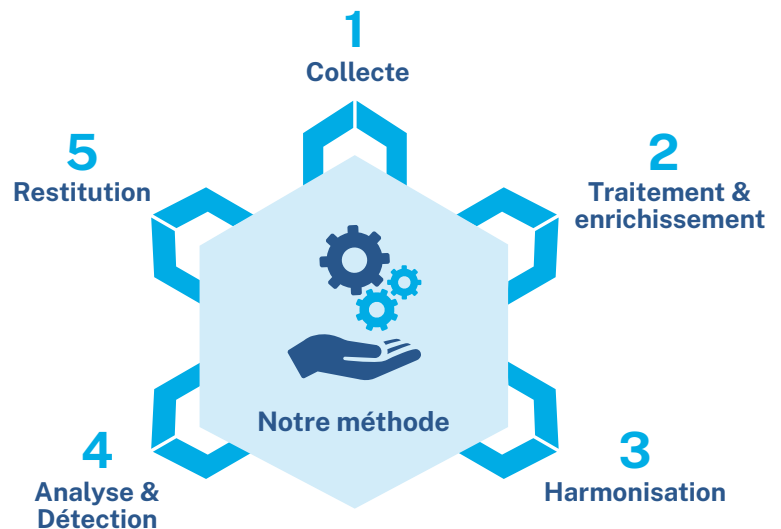 1
Collecte
2
Traitement &
enrichissement
3
Harmonisation
4
Analyse &
Détection
5
Restitution
Notre méthode